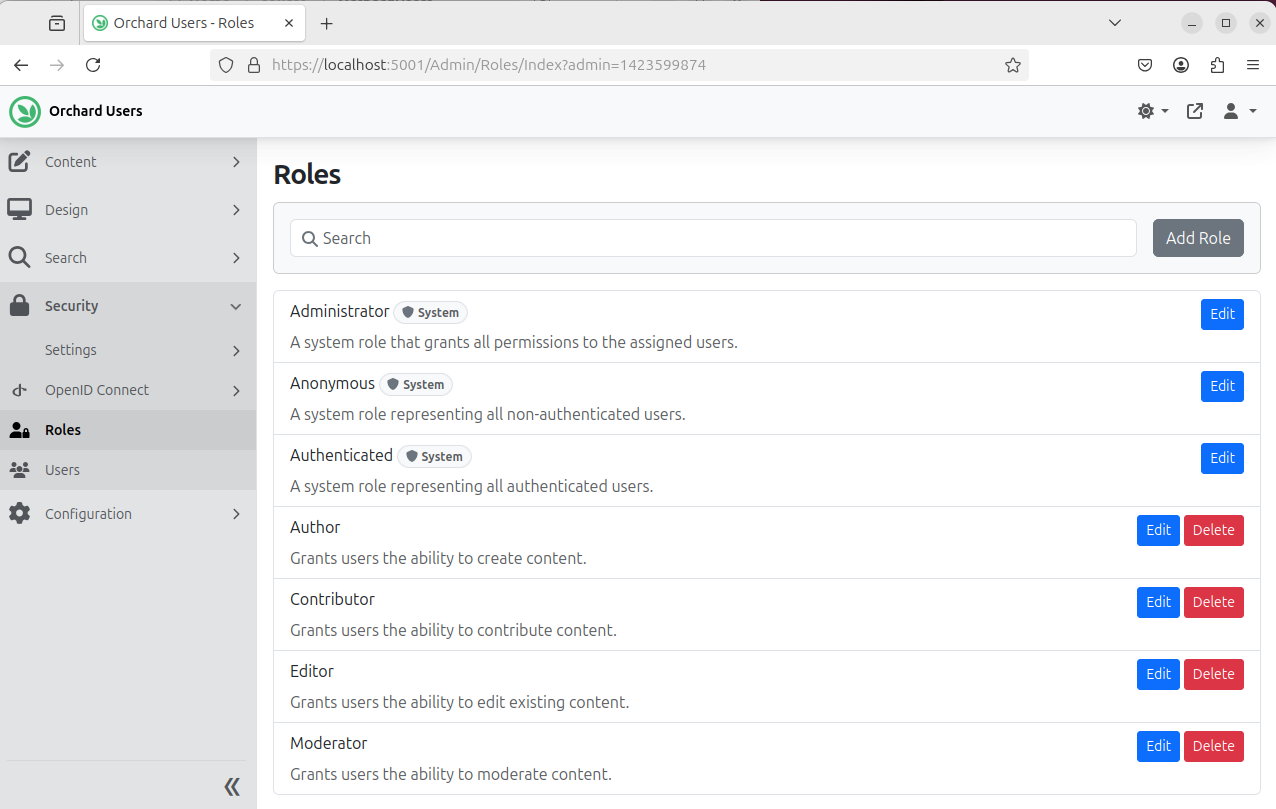 Orchard Users - Roles
https://localhost:5001/Admin/Roles/Index?admin=1423599874
Orchard Users
Content
Design
Search
Security
Settings
OpenID Connect
Roles
Users
Configuration
Roles
Search
Add Role
Administrator System
Edit
A system role that grants all permissions to the assigned users.
Anonymous System
Edit
A system role representing all non-authenticated users.
Authenticated System
Edit
A system role representing all authenticated users.
Author
Edit Delete
Grants users the ability to create content.
Contributor
Edit Delete
Grants users the ability to contribute content.
Editor
Edit Delete
Grants users the ability to edit existing content.
Moderator
Edit Delete
Grants users the ability to moderate content.